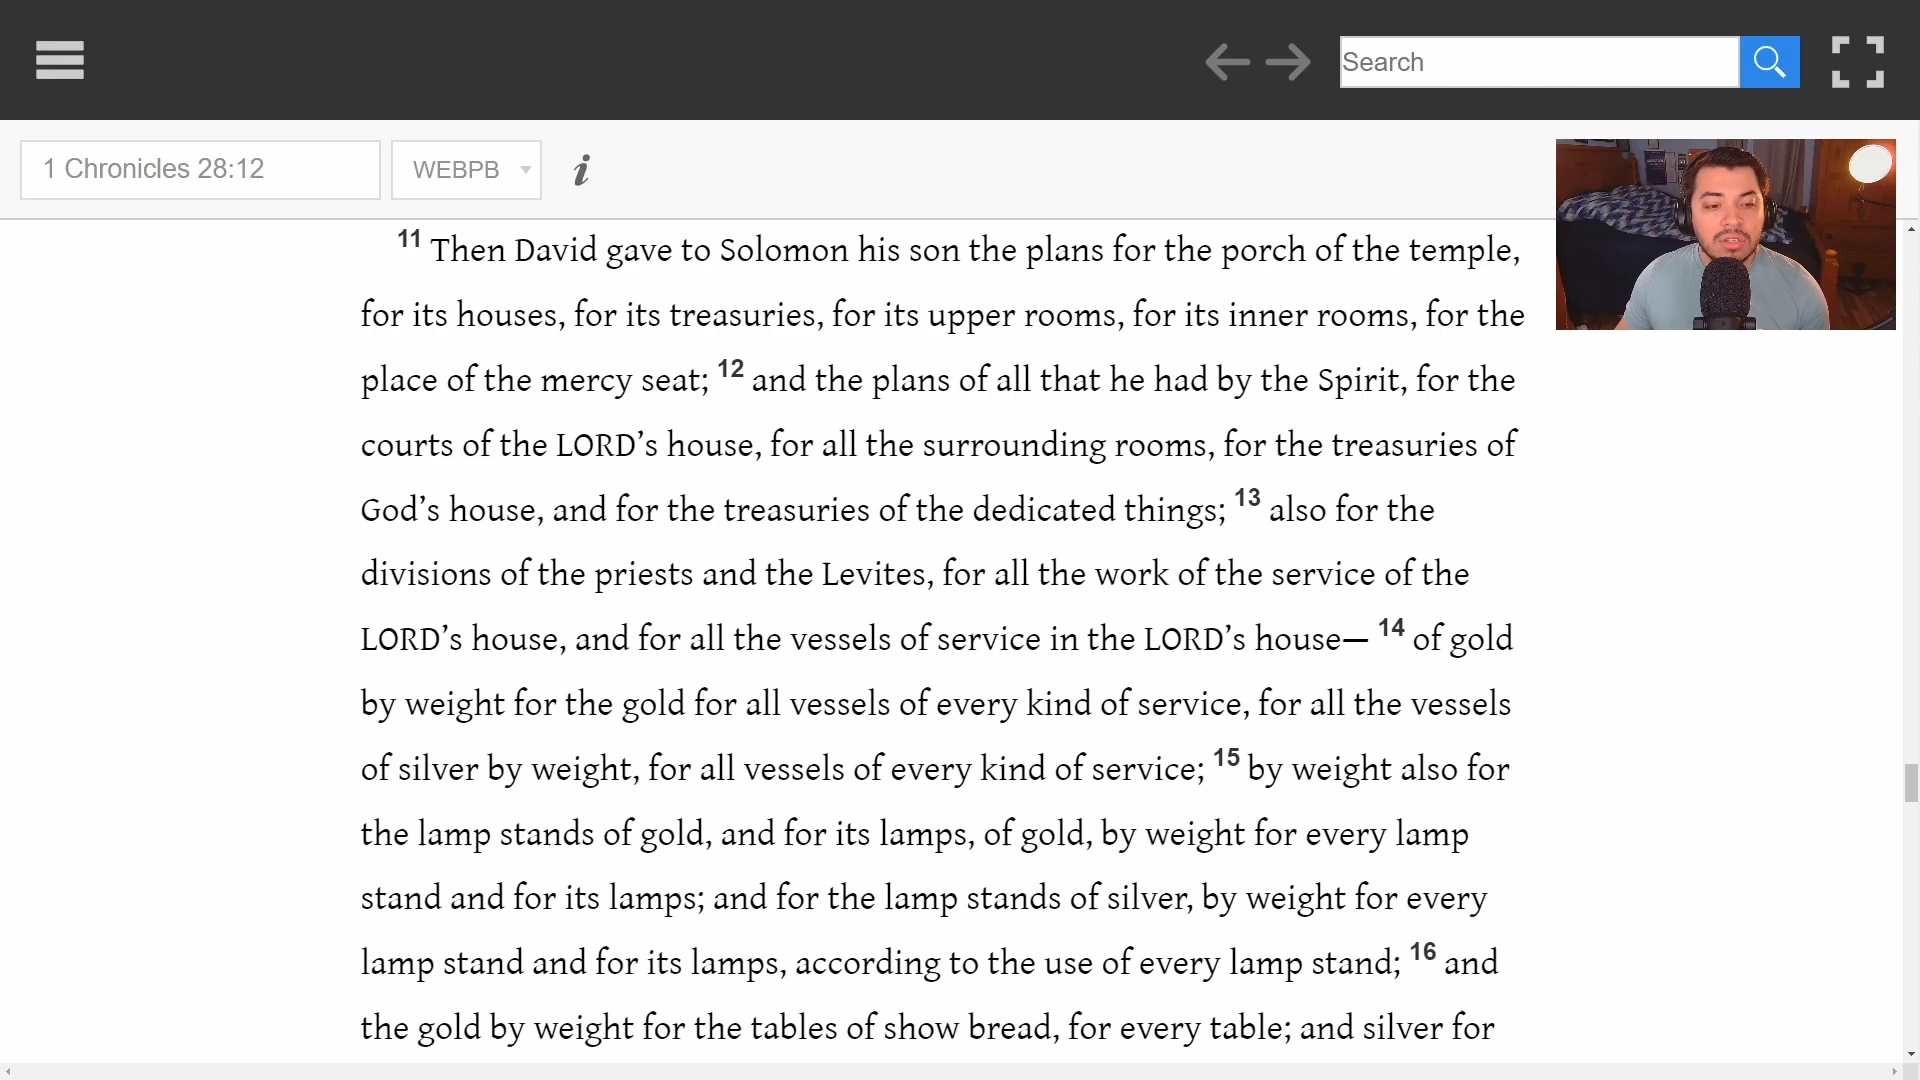 Search
1 Chronicles 28:12
WEBPB
i
11 Then David gave to Solomon his son the plans for the porch of the temple,
for its houses, for its treasuries, for its upper rooms, for its inner rooms, for the
place of the mercy seat; 12 and the plans of all that he had by the Spirit, for the
courts of the LORD’s house, for all the surrounding rooms, for the treasuries of
God’s house, and for the treasuries of the dedicated things; 13 also for the
divisions of the priests and the Levites, for all the work of the service of the
LORD’s house, and for all the vessels of service in the LORD’s house— 14 of gold
by weight for the gold for all vessels of every kind of service, for all the vessels
of silver by weight, for all vessels of every kind of service; 15 by weight also for
the lamp stands of gold, and for its lamps, of gold, by weight for every lamp
stand and for its lamps; and for the lamp stands of silver, by weight for every
lamp stand and for its lamps, according to the use of every lamp stand; 16 and
the gold by weight for the tables of show bread, for every table; and silver for